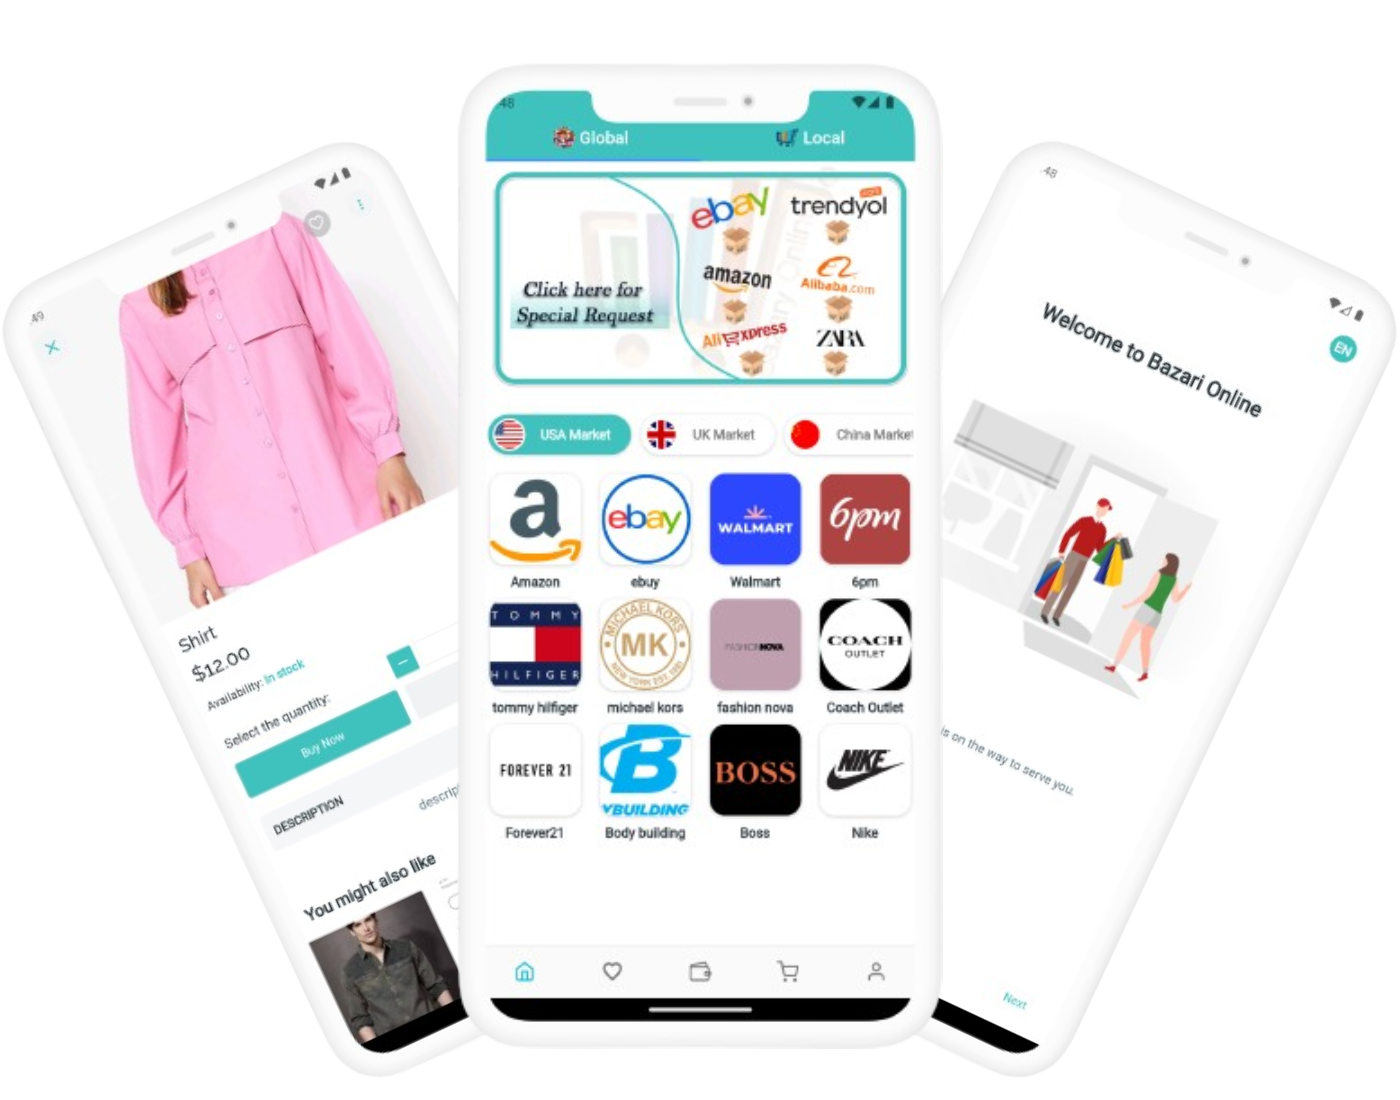 :49
Shirt
$12.00
Availability: In stock
Select the quantity:
Buy Now
DESCRIPTION
You might also like
:48
Global
Local
Click here for
Special Request
ebay
trendyol
amazon
Alibaba.com
AliExpress
ZARA
USA Market
UK Market
China Market
a
ebay
WALMART
6pm
Amazon
ebuy
Walmart
6pm
TOMMY
HILFIGER
MICHAEL KORS
MK
NEW YORK EST. 1981
FASHIONNOVA
COACH
OUTLET
tommy hilfiger
michael kors
fashion nova
Coach Outlet
FOREVER 21
B
YBUILDING
BOSS
NIKE
Forever21
Body building
Boss
Nike
:48
EN
Welcome to Bazari Online
is on the way to serve you.
Next